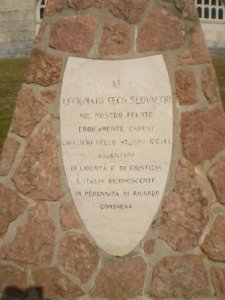 AI
LEGIONARI CECO SLOVACCHI
SUL NOSTRO FRONTE
EROICAMENTE CADUTI
CAVALIERI DELLO STESSO IDEALE
ASSERTORI
DI LIBERTÀ E DI GIUSTIZIA
L'ITALIA RICONOSCENTE
IN PERENNITÀ DI RICORDO
CONSACRA